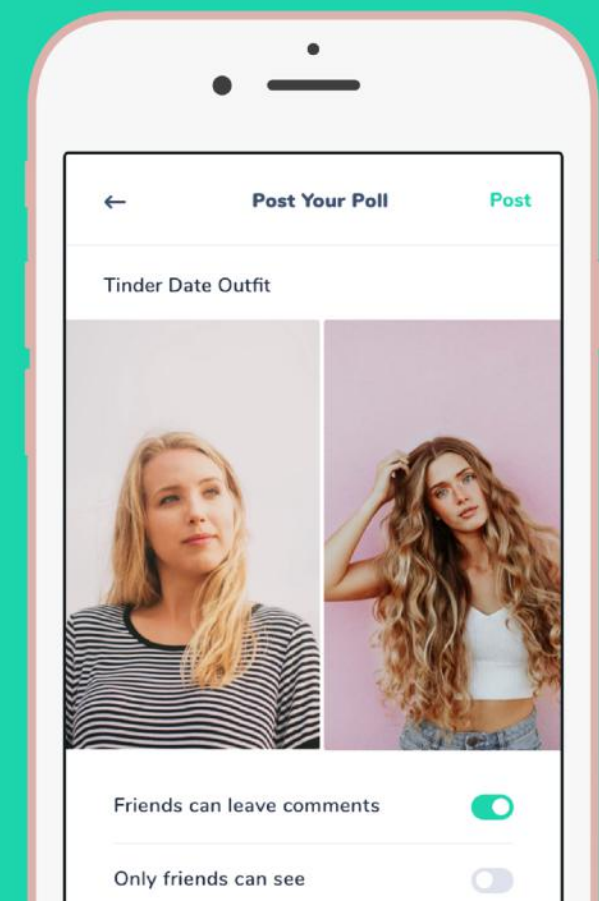 Post Your Poll Post
Tinder Date Outfit
Friends can leave comments
Only friends can see